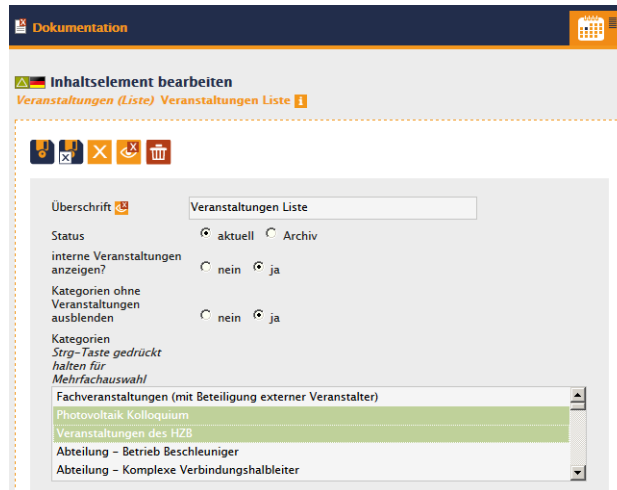 Dokumentation
Inhaltselement bearbeiten
Veranstaltungen (Liste) Veranstaltungen Liste i
Überschrift Veranstaltungen Liste
Status aktuell Archiv
interne Veranstaltungen
anzeigen? nein ja
Kategorien ohne
Veranstaltungen
ausblenden nein ja
Kategorien
Strg-Taste gedrückt
halten für
Mehrfachauswahl
Fachveranstaltungen (mit Beteiligung externer Veranstalter)
Photovoltaik Kolloquium
Veranstaltungen des HZB
Abteilung - Betrieb Beschleuniger
Abteilung - Komplexe Verbindungshalbleiter